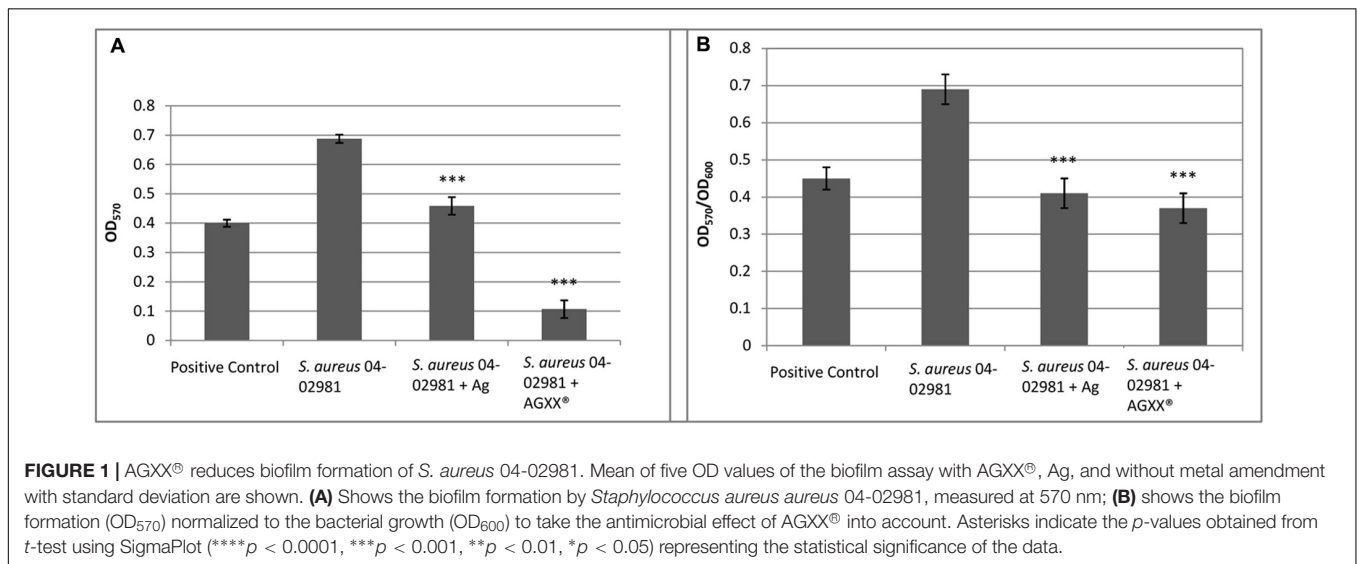 A
0.8
0.7
0.6
0.5
0.4
0.3
0.2
0.1
0
OD570
***
***
Positive Control
S. aureus 04-
02981
S. aureus 04-
02981 + Ag
S. aureus 04-
02981 +
AGXX®
B
0.8
0.7
0.6
0.5
0.4
0.3
0.2
0.1
0
OD570/OD600
***
***
Positive Control
S. aureus 04-
02981
S. aureus 04-
02981 + Ag
S. aureus 04-
02981 +
AGXX®
FIGURE 1 | AGXX® reduces biofilm formation of S. aureus 04-02981. Mean of five OD values of the biofilm assay with AGXX®, Ag, and without metal amendment
with standard deviation are shown. (A) Shows the biofilm formation by Staphylococcus aureus aureus 04-02981, measured at 570 nm; (B) shows the biofilm
formation (OD570) normalized to the bacterial growth (OD600) to take the antimicrobial effect of AGXX® into account. Asterisks indicate the p-values obtained from
t-test using SigmaPlot (****p < 0.0001, ***p < 0.001, **p < 0.01, *p < 0.05) representing the statistical significance of the data.